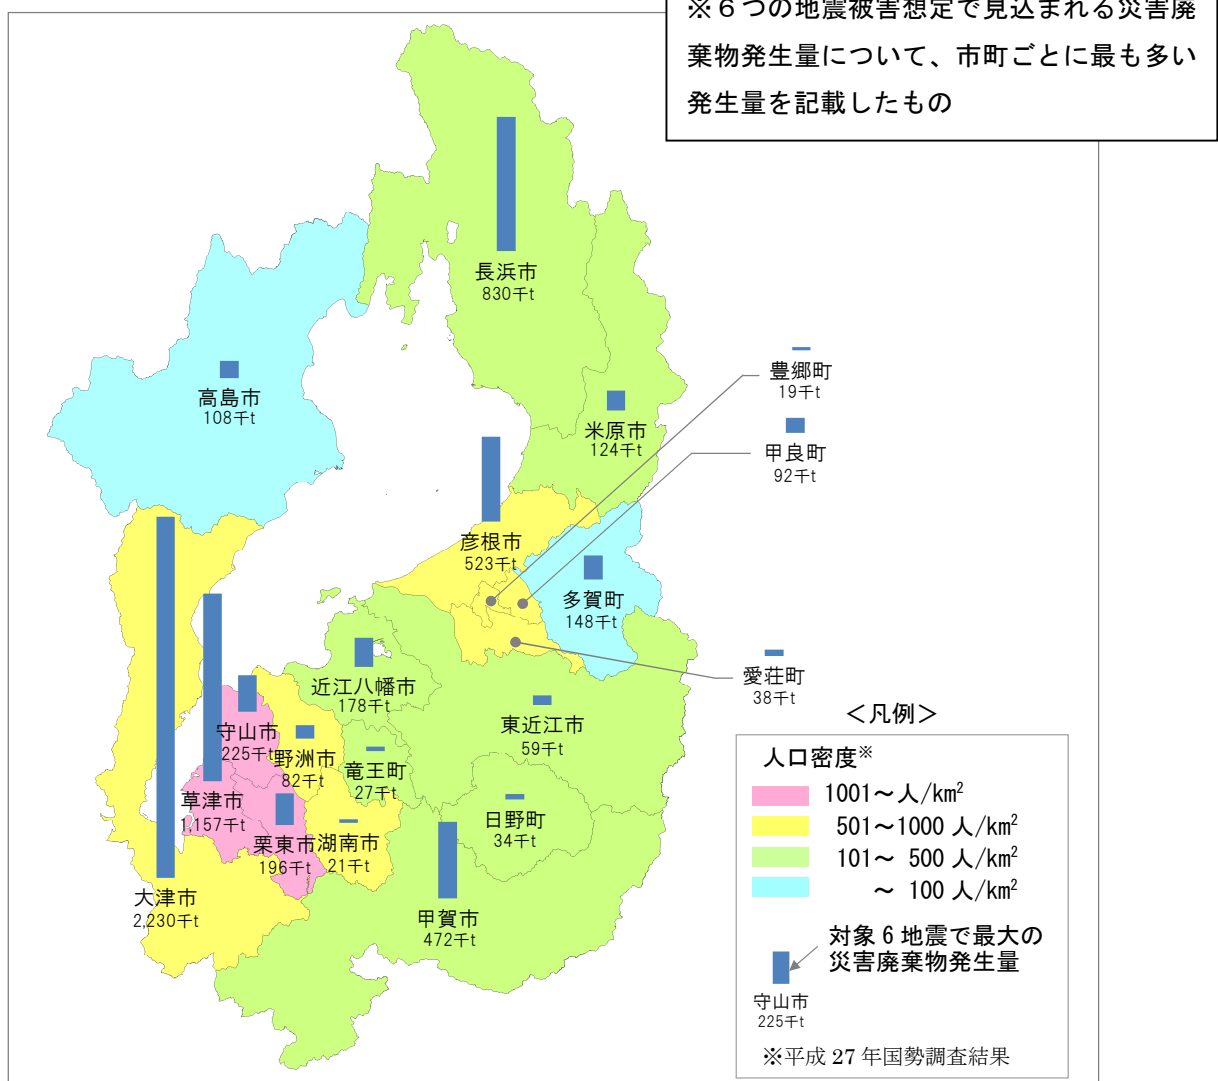 ※６つの地震被害想定で見込まれる災害廃
棄物発生量について、市町ごとに最も多い
発生量を記載したもの
長浜市
830千t
豊郷町
19千t
高島市
108千t
米原市
124千t
甲良町
92千t
彦根市
523千t
多賀町
148千t
愛荘町
38千t
近江八幡市
178千t
東近江市
59千t
守山市
225千t
野洲市
82千t
竜王町
27千t
草津市
1,157千t
栗東市
196千t
湖南市
21千t
日野町
34千t
大津市
2,230千t
甲賀市
472千t
＜凡例＞
人口密度※
1001～人/km²
501～1000 人/km²
101～ 500 人/km²
～ 100 人/km²
対象 6 地震で最大の
災害廃棄物発生量
守山市
225千t
※平成 27 年国勢調査結果